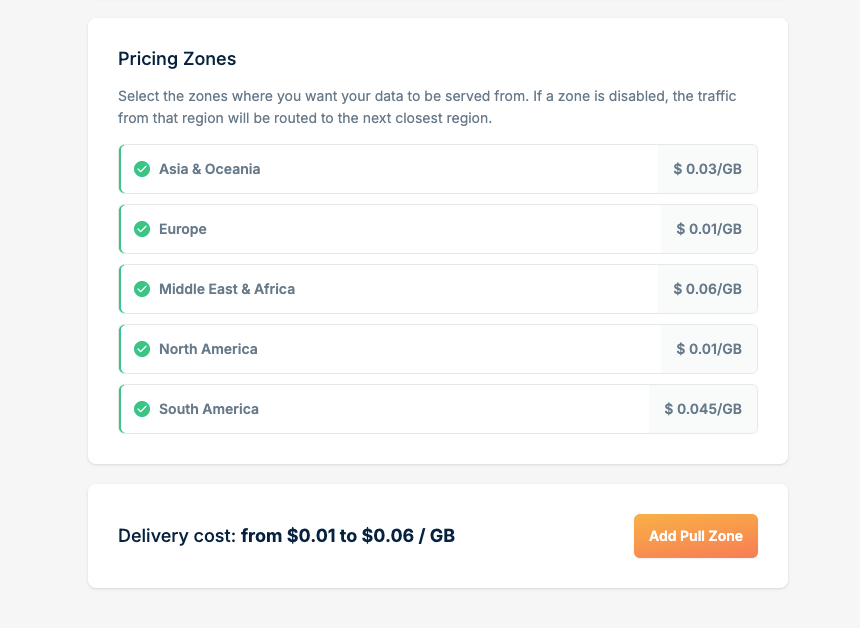 Pricing Zones
Select the zones where you want your data to be served from. If a zone is disabled, the traffic
from that region will be routed to the next closest region.
Asia & Oceania $ 0.03/GB
Europe $ 0.01/GB
Middle East & Africa $ 0.06/GB
North America $ 0.01/GB
South America $ 0.045/GB
Delivery cost: from $0.01 to $0.06 / GB Add Pull Zone